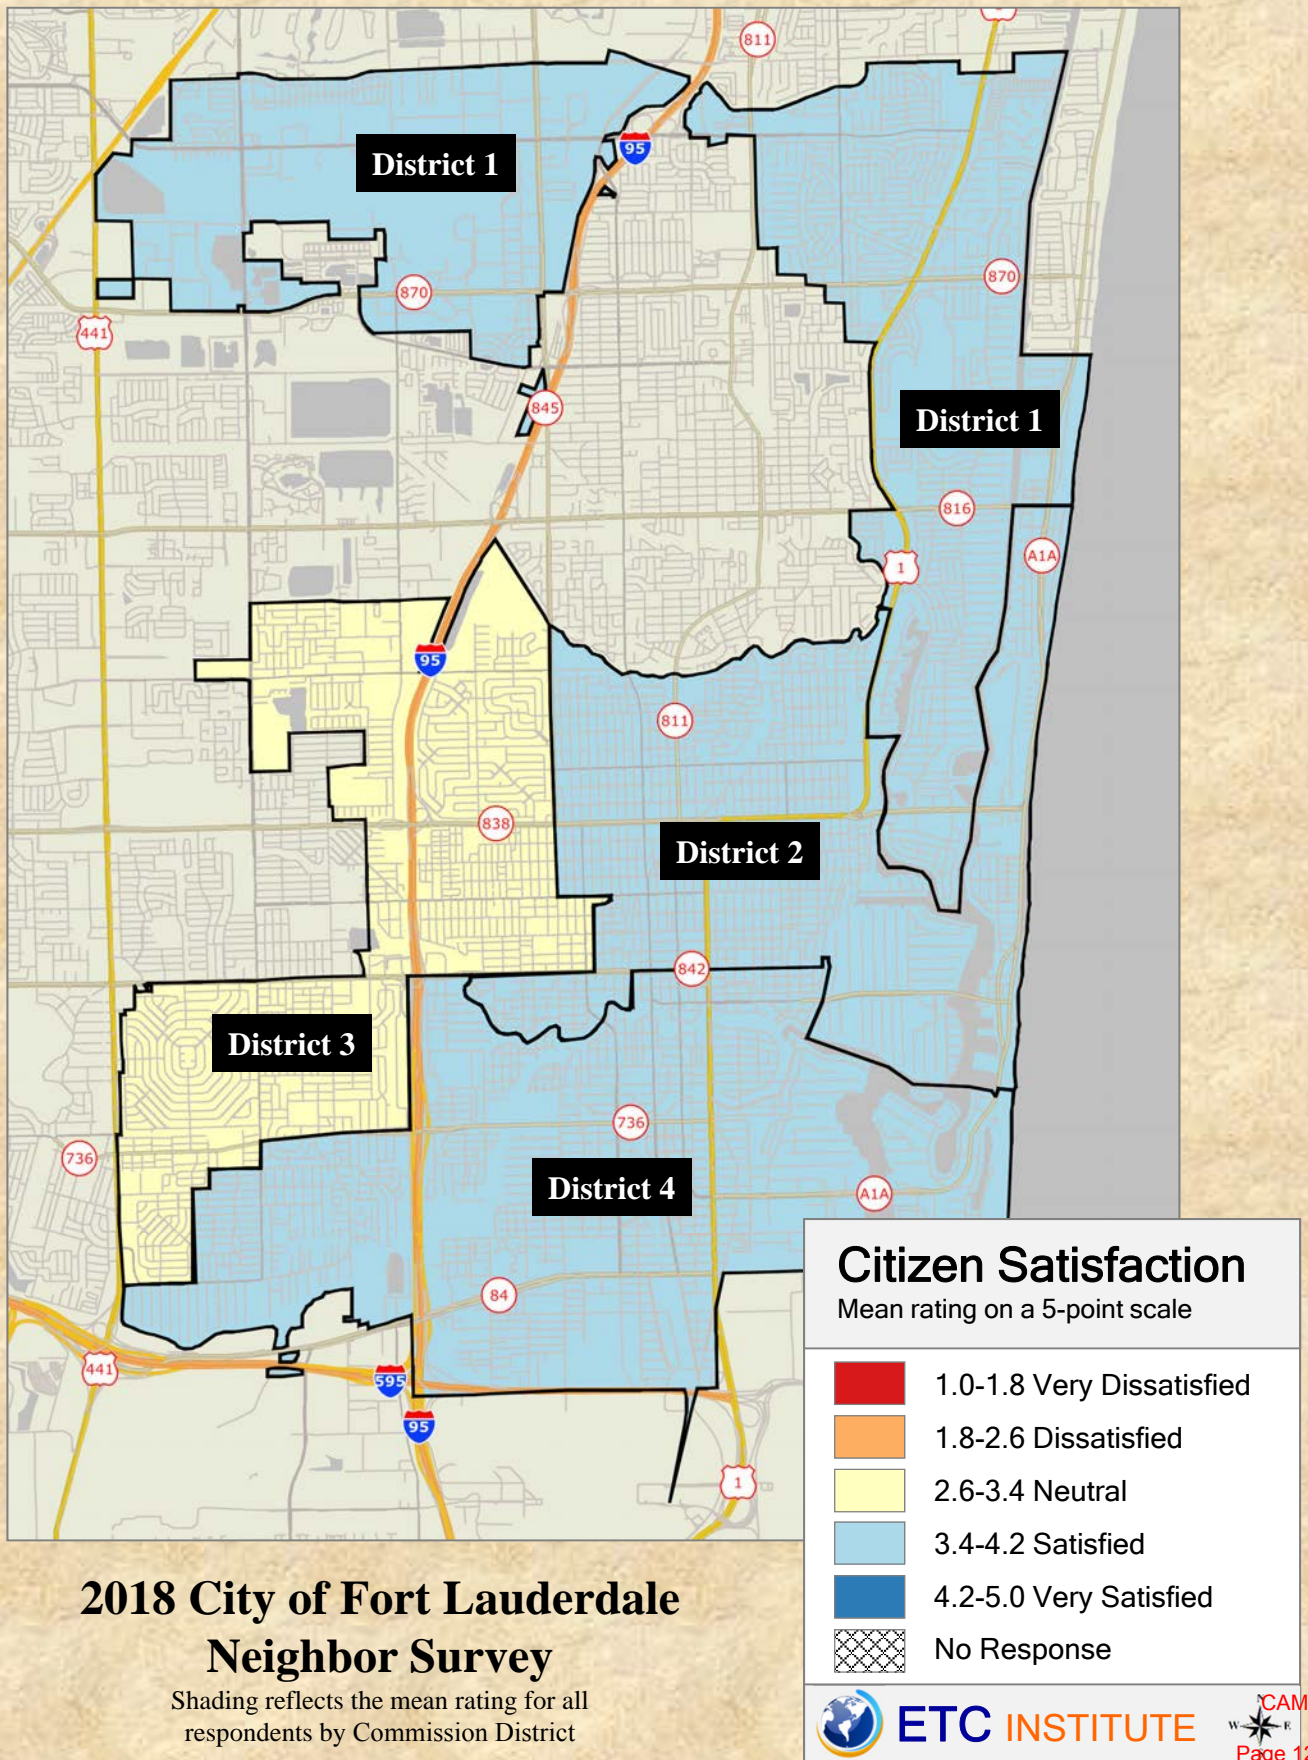 811
District 1
95
870
870
441
845
District 1
816
A1A
1
95
811
838
District 2
842
District 3
736
736
District 4
A1A
84
441
595
95
1
Citizen Satisfaction
Mean rating on a 5-point scale
1.0-1.8 Very Dissatisfied
1.8-2.6 Dissatisfied
2.6-3.4 Neutral
3.4-4.2 Satisfied
4.2-5.0 Very Satisfied
No Response
2018 City of Fort Lauderdale
Neighbor Survey
Shading reflects the mean rating for all
respondents by Commission District
ETC INSTITUTE
W E
CAM
Page